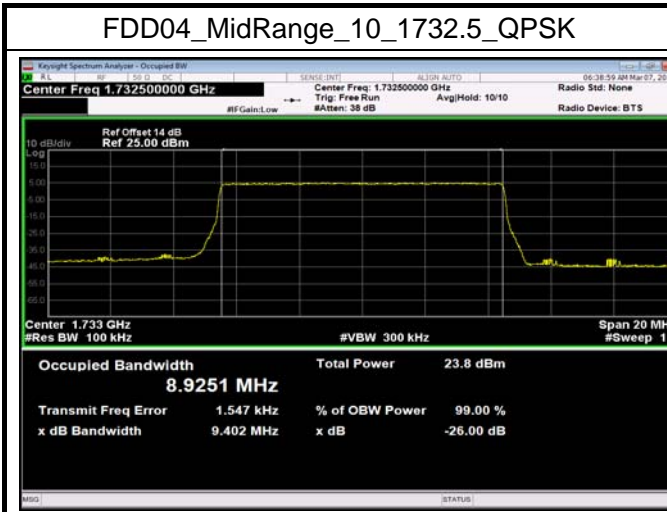 FDD04_MidRange_10_1732.5_QPSK
Keysight Spectrum Analyzer - Occupied BW
RL RF 50 Ω DC SENSE:INT ALIGN AUTO 06:38:59 AM Mar 07, 20
Center Freq 1.732500000 GHz
Center Freq: 1.732500000 GHz Radio Std: None
Trig: Free Run Avg|Hold: 10/10
#IFGain:Low #Atten: 38 dB Radio Device: BTS
Ref Offset 14 dB
10 dB/div Ref 25.00 dBm
Log
15.0
5.00
-5.00
-15.0
-25.0
-35.0
-45.0
-55.0
-65.0
Center 1.733 GHz Span 20 MH
#Res BW 100 kHz #VBW 300 kHz #Sweep 1
Occupied Bandwidth Total Power 23.8 dBm
8.9251 MHz
Transmit Freq Error 1.547 kHz % of OBW Power 99.00 %
x dB Bandwidth 9.402 MHz x dB -26.00 dB
MSG STATUS